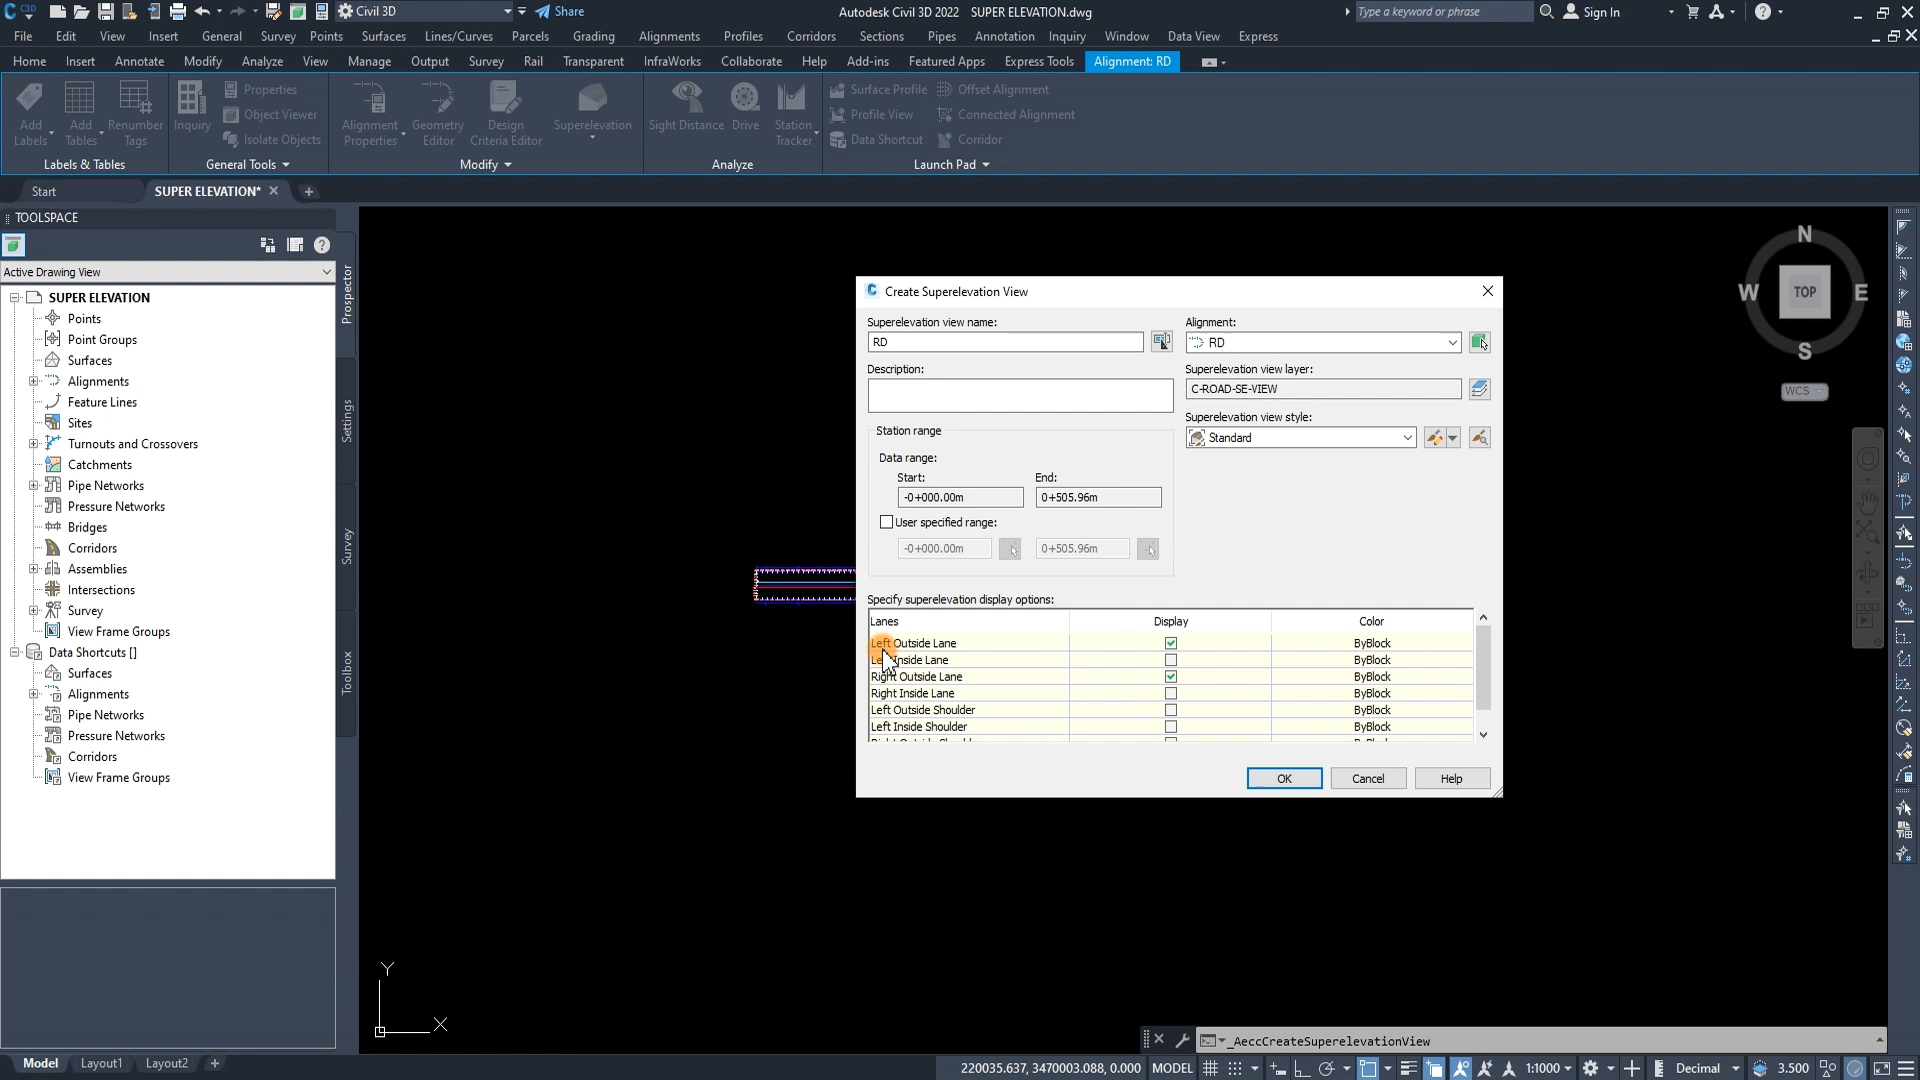 C3D
Civil 3D
Share
Autodesk Civil 3D 2022 SUPER ELEVATION.dwg
Type a keyword or phrase
Sign In
File Edit View Insert General Survey Points Surfaces Lines/Curves Parcels Grading Alignments Profiles Corridors Sections Pipes Annotation Inquiry Window Data View Express
Home Insert Annotate Modify Analyze View Manage Output Survey Rail Transparent InfraWorks Collaborate Help Add-ins Featured Apps Express Tools Alignment: RD
Add Labels
Add Tables
Renumber Tags
Labels & Tables
Inquiry
Properties
Object Viewer
Isolate Objects
General Tools
Alignment Properties
Geometry Editor
Design Criteria Editor
Superelevation
Modify
Sight Distance
Drive
Station Tracker
Analyze
Surface Profile
Profile View
Data Shortcut
Offset Alignment
Connected Alignment
Corridor
Launch Pad
Start
SUPER ELEVATION*
TOOLSPACE
Active Drawing View
SUPER ELEVATION
Points
Point Groups
Surfaces
Alignments
Feature Lines
Sites
Turnouts and Crossovers
Catchments
Pipe Networks
Pressure Networks
Bridges
Corridors
Assemblies
Intersections
Survey
View Frame Groups
Data Shortcuts []
Surfaces
Alignments
Pipe Networks
Pressure Networks
Corridors
View Frame Groups
Prospector
Settings
Survey
Toolbox
Create Superelevation View
Superelevation view name:
RD
Description:
Alignment:
RD
Superelevation view layer:
C-ROAD-SE-VIEW
Superelevation view style:
Standard
Station range
Data range:
Start: End:
-0+000.00m 0+505.96m
User specified range:
-0+000.00m 0+505.96m
Specify superelevation display options:
Lanes Display Color
Left Outside Lane ByBlock
Inside Lane ByBlock
Right Outside Lane ByBlock
Right Inside Lane ByBlock
Left Outside Shoulder ByBlock
Left Inside Shoulder ByBlock
OK Cancel Help
N
W TOP E
S
WCS
Y
X
_AeccCreateSuperelevationView
Model Layout1 Layout2
220035.637, 3470003.088, 0.000 MODEL 1:1000 Decimal 3.500